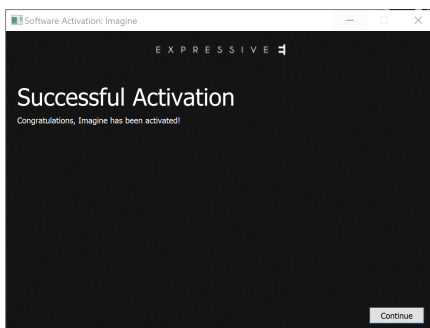 Software Activation: Imagine
EXPRESSIVE E
Successful Activation
Congratulations, Imagine has been activated!
Continue